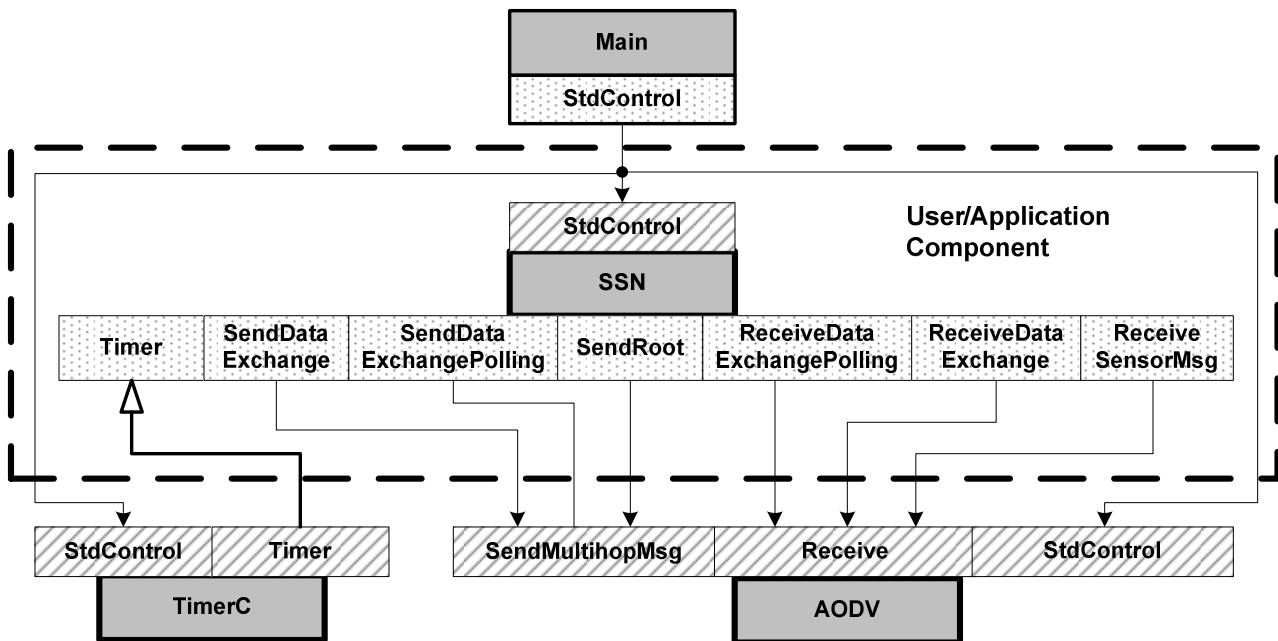 Main
StdControl
StdControl
User/Application
Component
SSN
Timer
SendData
Exchange
SendData
ExchangePolling
SendRoot
ReceiveData
ExchangePolling
ReceiveData
Exchange
Receive
SensorMsg
StdControl
Timer
SendMultihopMsg
Receive
StdControl
TimerC
AODV